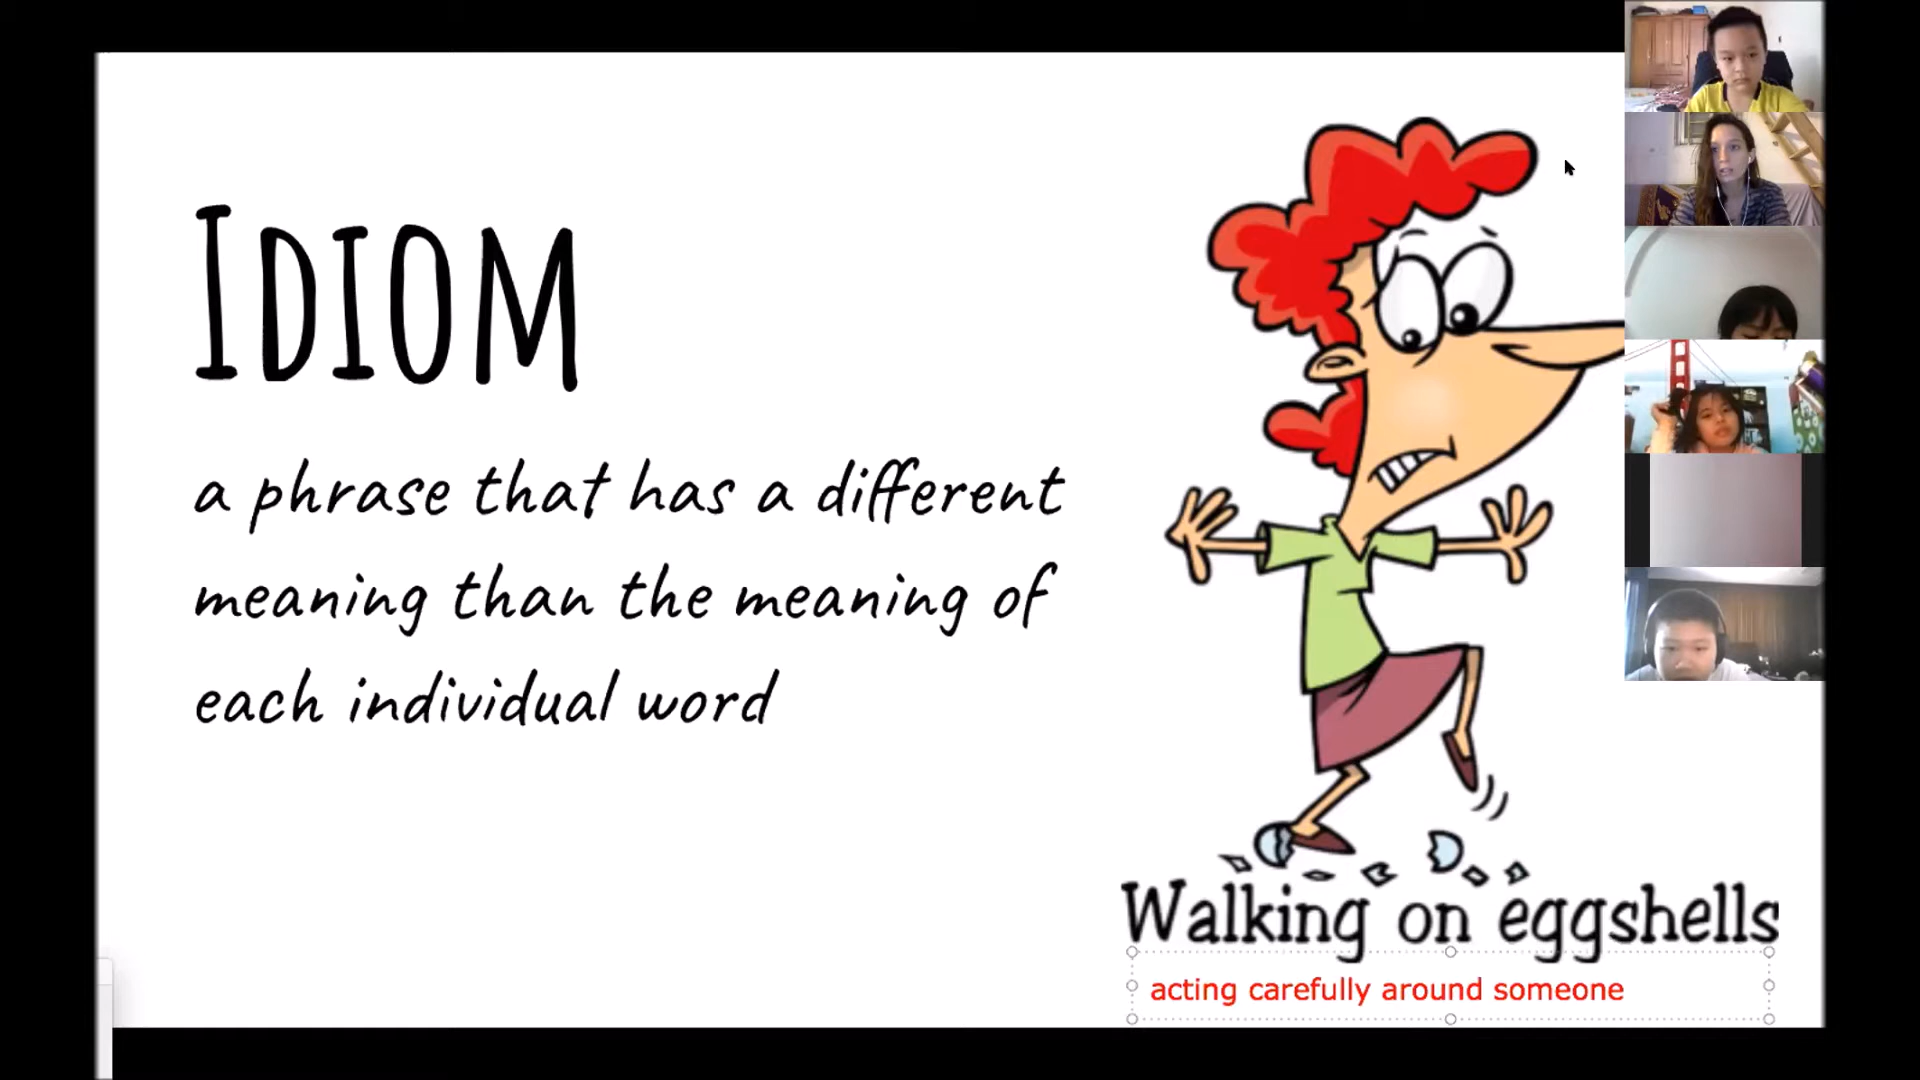 IDIOM
a phrase that has a different
meaning than the meaning of
each individual word
Walking on eggshells
acting carefully around someone